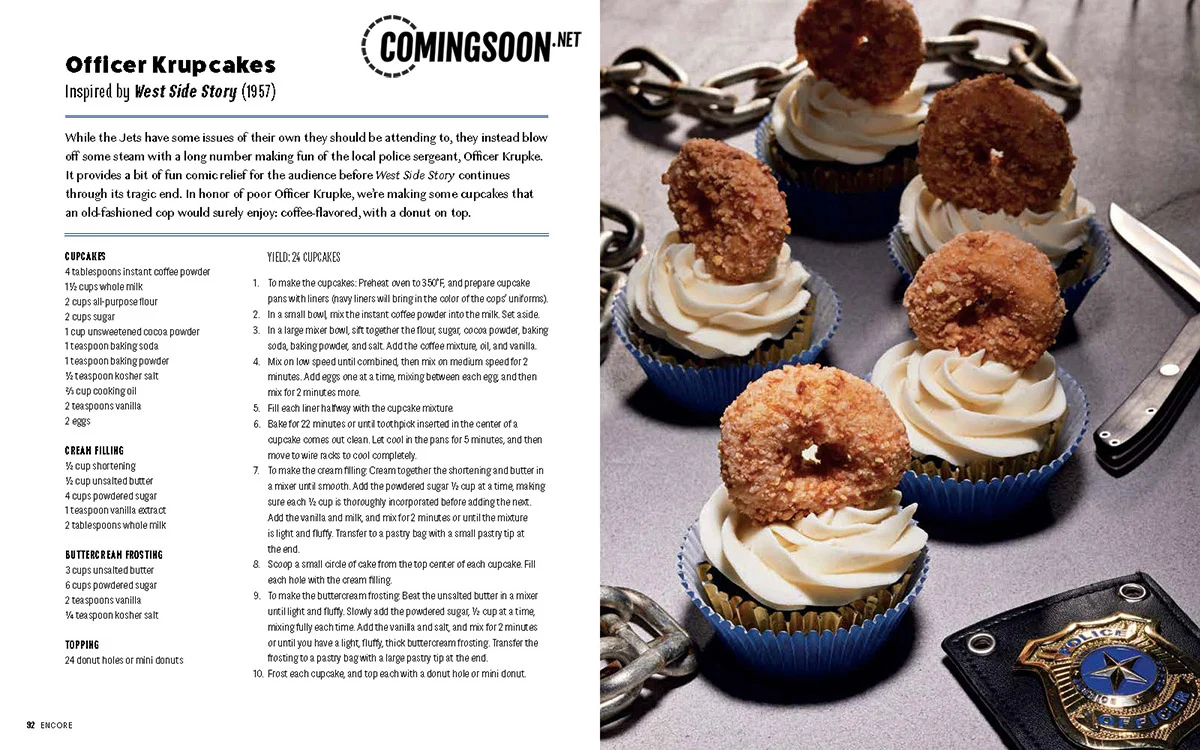 COMINGSOON.NET
Officer Krupcakes
Inspired by West Side Story (1957)
While the Jets have some issues of their own they should be attending to, they instead blow
off some steam with a long number making fun of the local police sergeant, Officer Krupke.
It provides a bit of fun comic relief for the audience before West Side Story continues
through its tragic end. In honor of poor Officer Krupke, we're making some cupcakes that
an old-fashioned cop would surely enjoy: coffee-flavored, with a donut on top.
CUPCAKES
4 tablespoons instant coffee powder
1½ cups whole milk
2 cups all-purpose flour
2 cups sugar
1 cup unsweetened cocoa powder
1 teaspoon baking soda
1 teaspoon baking powder
½ teaspoon kosher salt
⅔ cup cooking oil
2 teaspoons vanilla
2 eggs
CREAM FILLING
½ cup shortening
½ cup unsalted butter
4 cups powdered sugar
1 teaspoon vanilla extract
2 tablespoons whole milk
BUTTERCREAM FROSTING
3 cups unsalted butter
6 cups powdered sugar
2 teaspoons vanilla
¼ teaspoon kosher salt
TOPPING
24 donut holes or mini donuts
YIELD: 24 CUPCAKES
1. To make the cupcakes: Preheat oven to 350°F, and prepare cupcake
pans with liners (navy liners will bring in the color of the cops' uniforms).
2. In a small bowl, mix the instant coffee powder into the milk. Set aside.
3. In a large mixer bowl, sift together the flour, sugar, cocoa powder, baking
soda, baking powder, and salt. Add the coffee mixture, oil, and vanilla.
4. Mix on low speed until combined, then mix on medium speed for 2
minutes. Add eggs one at a time, mixing between each egg, and then
mix for 2 minutes more.
5. Fill each liner halfway with the cupcake mixture.
6. Bake for 22 minutes or until toothpick inserted in the center of a
cupcake comes out clean. Let cool in the pans for 5 minutes, and then
move to wire racks to cool completely.
7. To make the cream filling: Cream together the shortening and butter in
a mixer until smooth. Add the powdered sugar ½ cup at a time, making
sure each ½ cup is thoroughly incorporated before adding the next.
Add the vanilla and milk, and mix for 2 minutes or until the mixture
is light and fluffy. Transfer to a pastry bag with a small pastry tip at
the end.
8. Scoop a small circle of cake from the top center of each cupcake. Fill
each hole with the cream filling.
9. To make the buttercream frosting: Beat the unsalted butter in a mixer
until light and fluffy. Slowly add the powdered sugar, ½ cup at a time,
mixing fully each time. Add the vanilla and salt, and mix for 2 minutes
or until you have a light, fluffy, thick buttercream frosting. Transfer the
frosting to a pastry bag with a large pastry tip at the end.
10. Frost each cupcake, and top each with a donut hole or mini donut.
92 ENCORE
POLICE
OFFICER